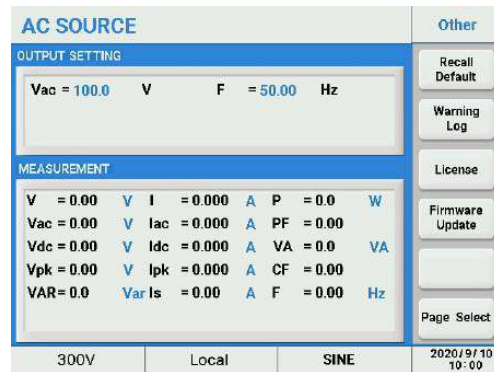 AC SOURCE
Other
OUTPUT SETTING
Vac = 100.0 V F = 50.00 Hz
MEASUREMENT
V = 0.00 V I = 0.000 A P = 0.0 W
Vac = 0.00 V Iac = 0.000 A PF = 0.00
Vdc = 0.00 V Idc = 0.000 A VA = 0.0 VA
Vpk = 0.00 V Ipk = 0.000 A CF = 0.00
VAR= 0.0 Var Is = 0.00 A F = 0.00 Hz
Recall
Default
Warning
Log
License
Firmware
Update
Page Select
300V Local SINE
2020/9/10
10:00